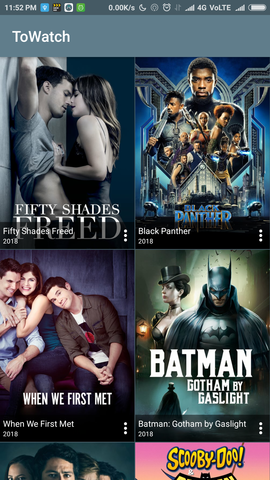 11:52 PM
0.00K/s
4G VoLTE
ToWatch
FIFTY SHADES
FREED
Fifty Shades Freed
2018
BLACK
PANTHER
Black Panther
2018
WHEN WE FIRST MET
When We First Met
2018
BATMAN
GOTHAM BY
GASLIGHT
Batman: Gotham by Gaslight
2018
SCOOBY-DOO!
&